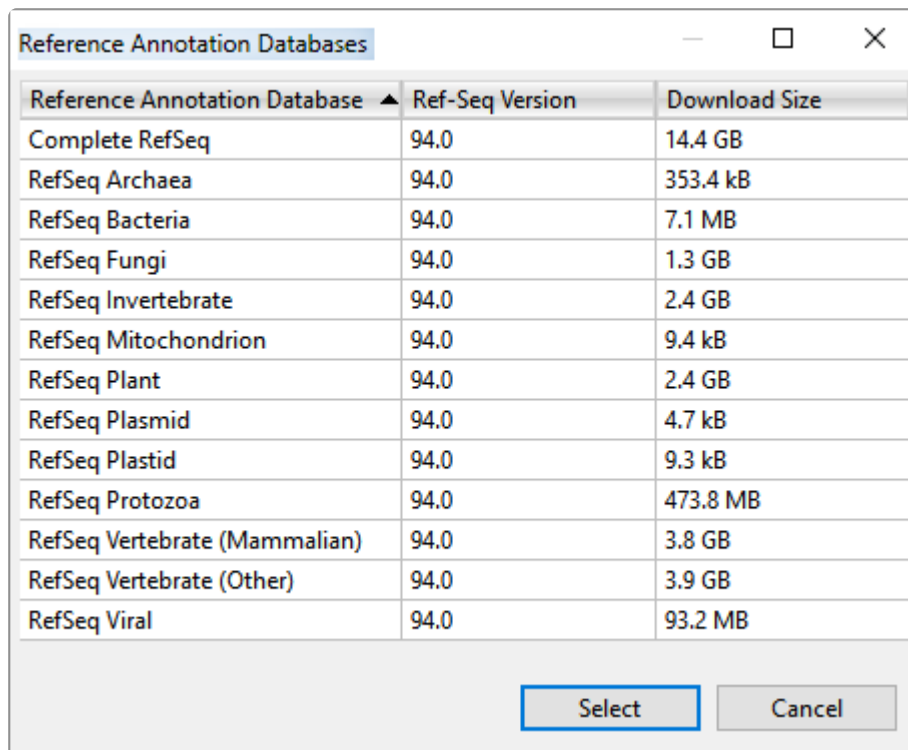 Reference Annotation Databases
Reference Annotation Database Ref-Seq Version Download Size
Complete RefSeq 94.0 14.4 GB
RefSeq Archaea 94.0 353.4 kB
RefSeq Bacteria 94.0 7.1 MB
RefSeq Fungi 94.0 1.3 GB
RefSeq Invertebrate 94.0 2.4 GB
RefSeq Mitochondrion 94.0 9.4 kB
RefSeq Plant 94.0 2.4 GB
RefSeq Plasmid 94.0 4.7 kB
RefSeq Plastid 94.0 9.3 kB
RefSeq Protozoa 94.0 473.8 MB
RefSeq Vertebrate (Mammalian) 94.0 3.8 GB
RefSeq Vertebrate (Other) 94.0 3.9 GB
RefSeq Viral 94.0 93.2 MB
Select Cancel